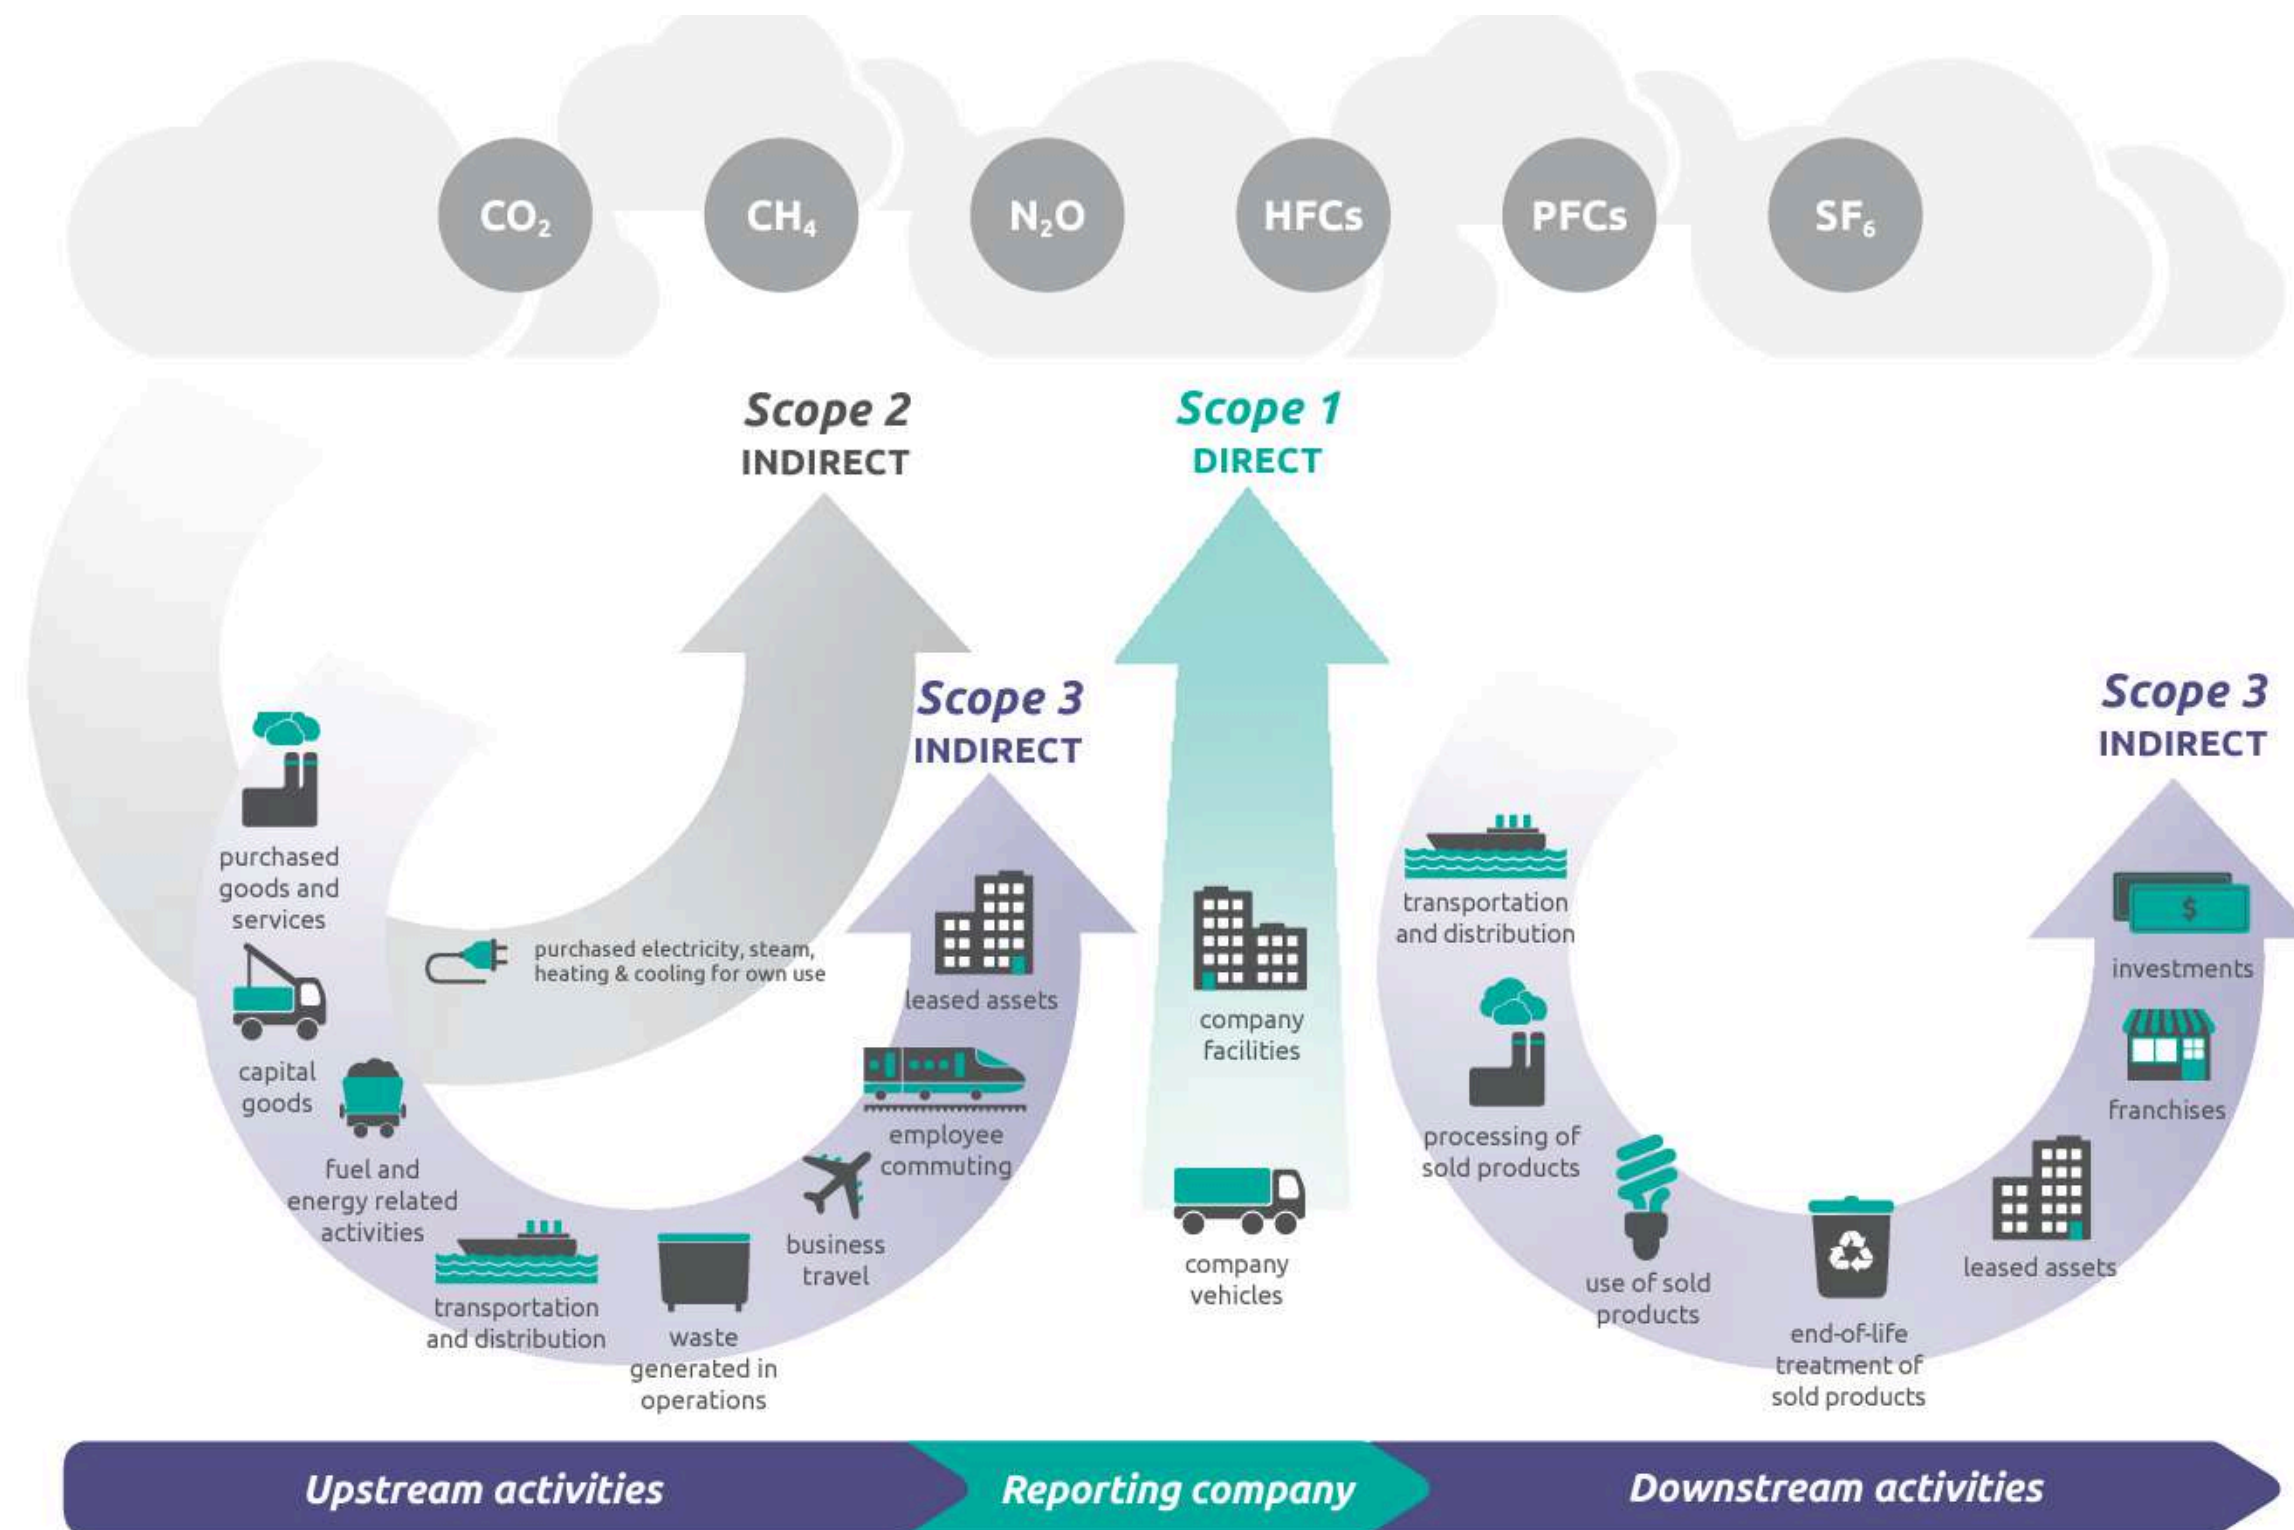 CO₂
CH₄
N₂O
HFCs
PFCs
SF₆
Scope 2
INDIRECT
Scope 1
DIRECT
Scope 3
INDIRECT
Scope 3
INDIRECT
purchased
goods and
services
capital
goods
fuel and
energy related
activities
transportation
and distribution
waste
generated in
operations
business
travel
employee
commuting
leased assets
purchased electricity, steam,
heating & cooling for own use
company
facilities
company
vehicles
transportation
and distribution
processing of
sold products
use of sold
products
end-of-life
treatment of
sold products
leased assets
franchises
investments
$
Upstream activities
Reporting company
Downstream activities